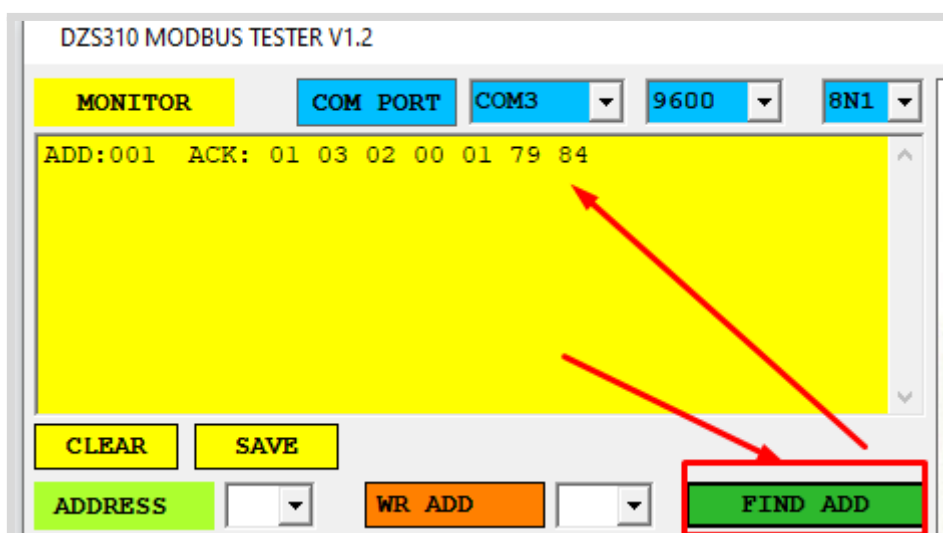 DZS310 MODBUS TESTER V1.2
MONITOR COM PORT COM3 9600 8N1
ADD:001 ACK: 01 03 02 00 01 79 84
CLEAR SAVE
ADDRESS WR ADD FIND ADD